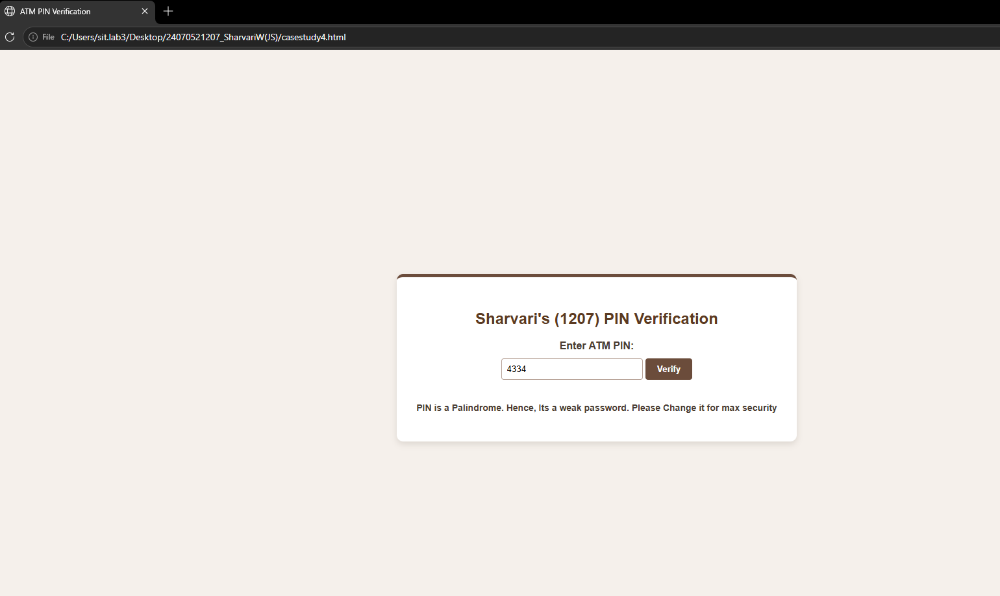 ATM PIN Verification
File C:/Users/sit.lab3/Desktop/24070521207_SharvariW(JS)/casestudy4.html
Sharvari's (1207) PIN Verification
Enter ATM PIN:
4334 Verify
PIN is a Palindrome. Hence, Its a weak password. Please Change it for max security